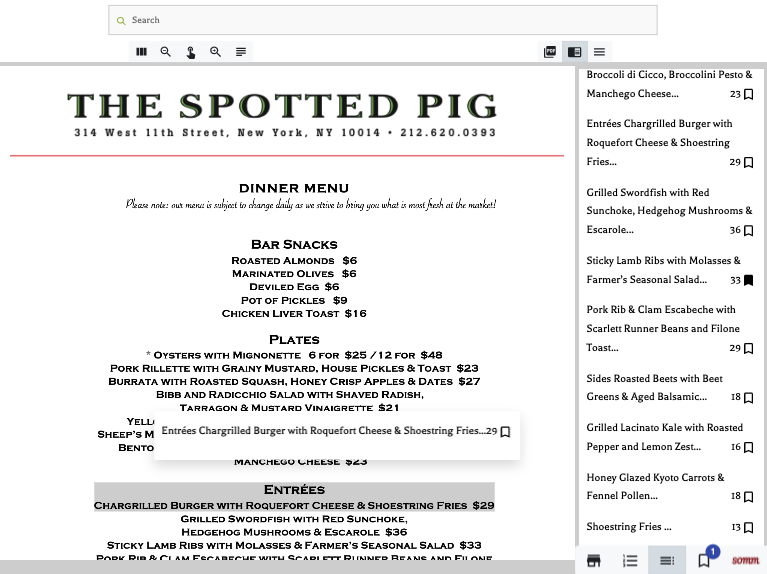 Search
THE SPOTTED PIG
314 West 11th Street, New York, NY 10014 • 212.620.0393
DINNER MENU
Please note: our menu is subject to change daily as we strive to bring you what is most fresh at the market!
BAR SNACKS
ROASTED ALMONDS $6
MARINATED OLIVES $6
DEVILED EGG $6
POT OF PICKLES $9
CHICKEN LIVER TOAST $16
PLATES
* OYSTERS WITH MIGNONETTE 6 FOR $25 / 12 FOR $48
PORK RILLETTE WITH GRAINY MUSTARD, HOUSE PICKLES & TOAST $23
BURRATA WITH ROASTED SQUASH, HONEY CRISP APPLES & DATES $27
BIBB AND RADICCHIO SALAD WITH SHAVED RADISH,
TARRAGON & MUSTARD VINAIGRETTE $21
YELL
SHEEP'S M
BENTO
Entrées Chargrilled Burger with Roquefort Cheese & Shoestring Fries...29
MANCHEGO CHEESE $23
ENTRÉES
CHARGRILLED BURGER WITH ROQUEFORT CHEESE & SHOESTRING FRIES $29
GRILLED SWORDFISH WITH RED SUNCHOKE,
HEDGEHOG MUSHROOMS & ESCAROLE $36
STICKY LAMB RIBS WITH MOLASSES & FARMER'S SEASONAL SALAD $33
PORK RIB & CLAM ESCABECHE WITH SCARLETT RUNNER BEANS AND FILONE
PDF
Broccoli di Cicco, Broccolini Pesto &
Manchego Cheese... 23
Entrées Chargrilled Burger with
Roquefort Cheese & Shoestring
Fries... 29
Grilled Swordfish with Red
Sunchoke, Hedgehog Mushrooms &
Escarole... 36
Sticky Lamb Ribs with Molasses &
Farmer's Seasonal Salad... 33
Pork Rib & Clam Escabeche with
Scarlett Runner Beans and Filone
Toast... 29
Sides Roasted Beets with Beet
Greens & Aged Balsamic... 18
Grilled Lacinato Kale with Roasted
Pepper and Lemon Zest... 16
Honey Glazed Kyoto Carrots &
Fennel Pollen... 18
Shoestring Fries ... 13
1
somm